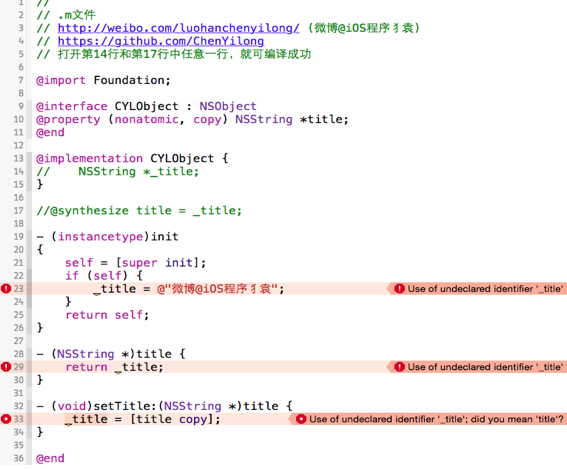 1 //
2 // .m文件
3 // http://weibo.com/luohanchenyilong/ (微博@iOS程序犭袁)
4 // https://github.com/ChenYilong
5 // 打开第14行和第17行中任意一行，就可编译成功
6
7 @import Foundation;
8
9 @interface CYLObject : NSObject
10 @property (nonatomic, copy) NSString *title;
11 @end
12
13 @implementation CYLObject {
14 //    NSString *_title;
15 }
16
17 //@synthesize title = _title;
18
19 - (instancetype)init
20 {
21     self = [super init];
22     if (self) {
23         _title = @"微博@iOS程序犭袁"; Use of undeclared identifier '_title'
24     }
25     return self;
26 }
27
28 - (NSString *)title {
29     return _title; Use of undeclared identifier '_title'
30 }
31
32 - (void)setTitle:(NSString *)title {
33     _title = [title copy]; Use of undeclared identifier '_title'; did you mean 'title'?
34 }
35
36 @end